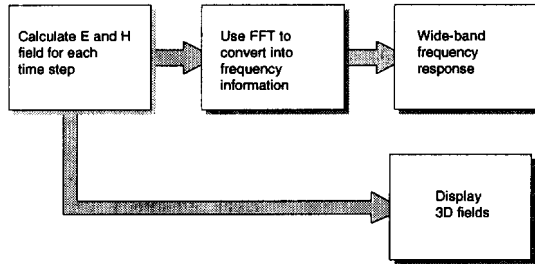 Calculate E and H
field for each
time step
Use FFT to
convert into
frequency
information
Wide-band
frequency
response
Display
3D fields